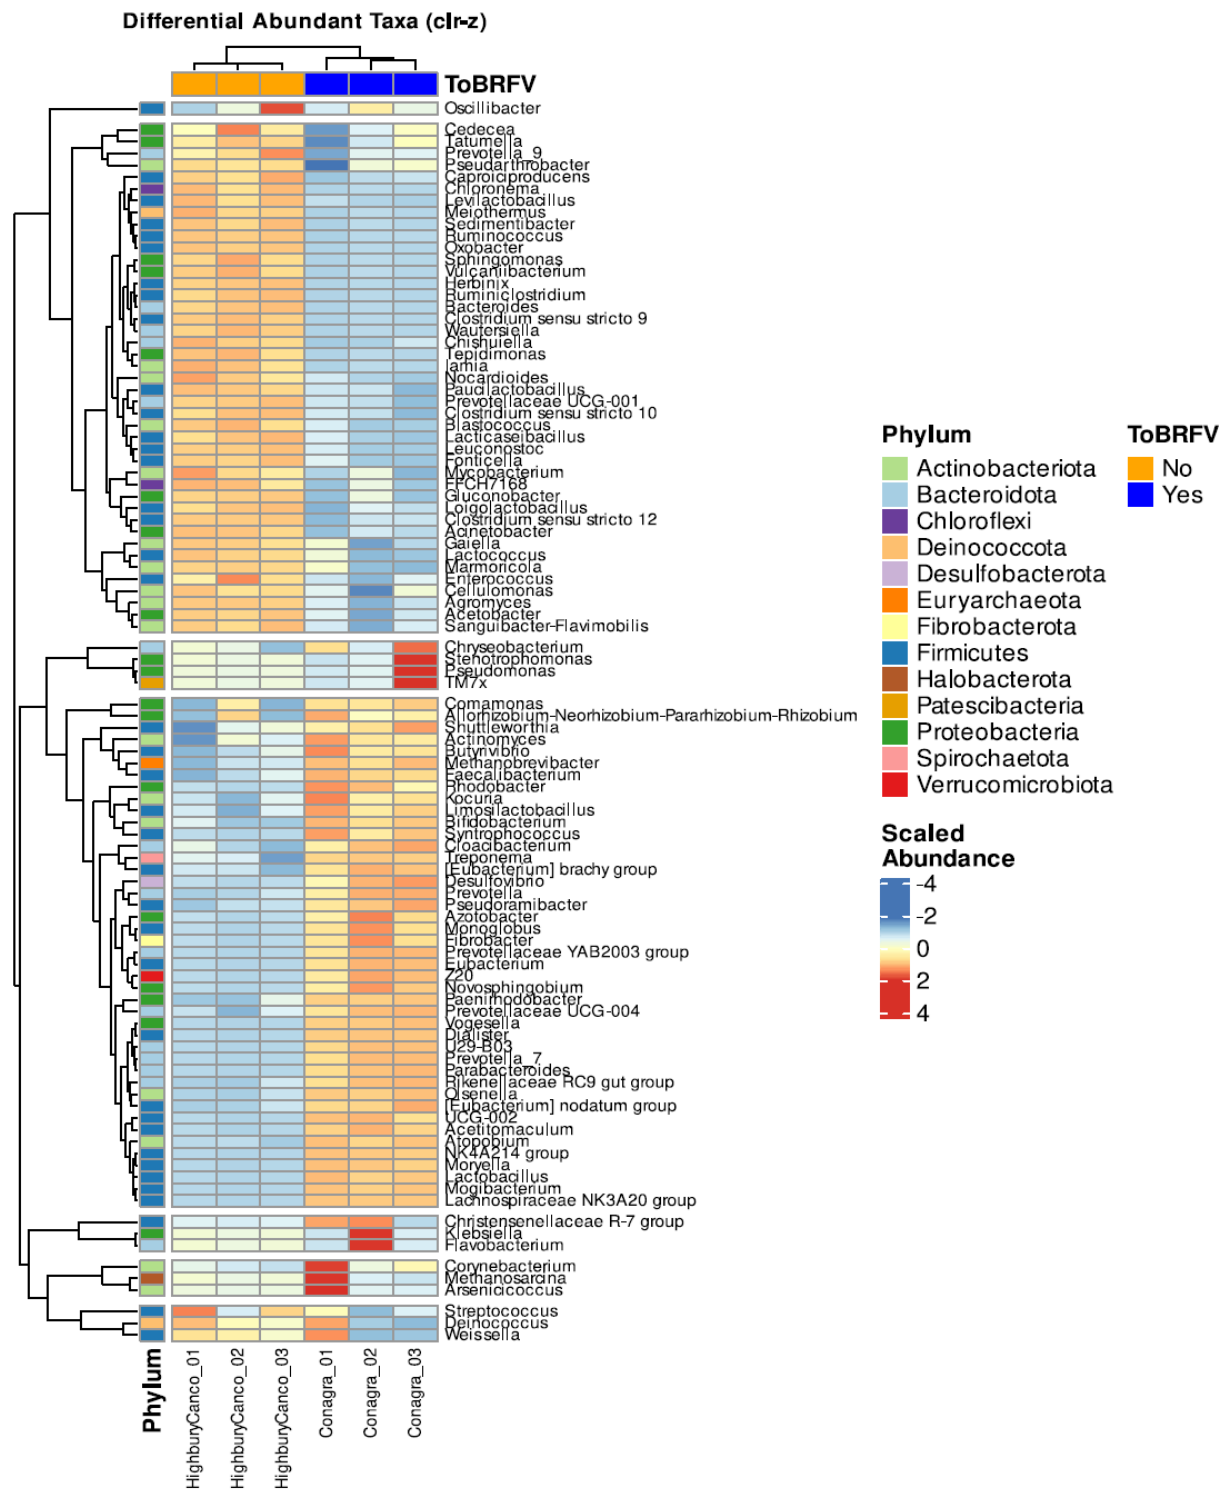 Differential Abundant Taxa (clr-z)
ToBRFV
Oscillibacter
Cedecea
Tatumella
Prevotella_9
Pseudarthrobacter
Caproiciproducens
Chloronema
Levilactobacillus
Meiothermus
Sedimentibacter
Ruminococcus
Oxobacter
Sphingomonas
Vulcaniibacterium
Herbinix
Ruminiclostridium
Bacteroides
Clostridium sensu stricto 9
Wautersiella
Chishuiella
Tepidimonas
Iamia
Nocardioides
Paucilactobacillus
Prevotellaceae UCG-001
Clostridium sensu stricto 10
Blastococcus
Lacticaseibacillus
Leuconostoc
Fonticella
Mycobacterium
FFCH7168
Gluconobacter
Loigolactobacillus
Clostridium sensu stricto 12
Acinetobacter
Gaiella
Lactococcus
Marmoricola
Enterococcus
Cellulomonas
Agromyces
Acetobacter
Sanguibacter-Flavimobilis
Chryseobacterium
Stenotrophomonas
Pseudomonas
TM7x
Comamonas
Allorhizobium-Neorhizobium-Pararhizobium-Rhizobium
Shuttleworthia
Actinomyces
Butyrivibrio
Methanobrevibacter
Faecalibacterium
Rhodobacter
Kocuria
Limosilactobacillus
Bifidobacterium
Syntrophococcus
Cloacibacterium
Treponema
[Eubacterium] brachy group
Desulfovibrio
Prevotella
Pseudoramibacter
Azotobacter
Monoglobus
Fibrobacter
Prevotellaceae YAB2003 group
Eubacterium
Z20
Novosphingobium
Paenirhodobacter
Prevotellaceae UCG-004
Vogesella
Dialister
U29-B03
Prevotella_7
Parabacteroides
Rikenellaceae RC9 gut group
Olsenella
[Eubacterium] nodatum group
UCG-002
Acetitomaculum
Atopobium
NK4A214 group
Moryella
Lactobacillus
Mogibacterium
Lachnospiraceae NK3A20 group
Christensenellaceae R-7 group
Klebsiella
Flavobacterium
Corynebacterium
Methanosarcina
Arsenicicoccus
Streptococcus
Deinococcus
Weissella
Phylum
HighburyCanco_01
HighburyCanco_02
HighburyCanco_03
Conagra_01
Conagra_02
Conagra_03
Phylum
Actinobacteriota
Bacteroidota
Chloroflexi
Deinococcota
Desulfobacterota
Euryarchaeota
Fibrobacterota
Firmicutes
Halobacterota
Patescibacteria
Proteobacteria
Spirochaetota
Verrucomicrobiota
ToBRFV
No
Yes
Scaled
Abundance
-4
-2
0
2
4